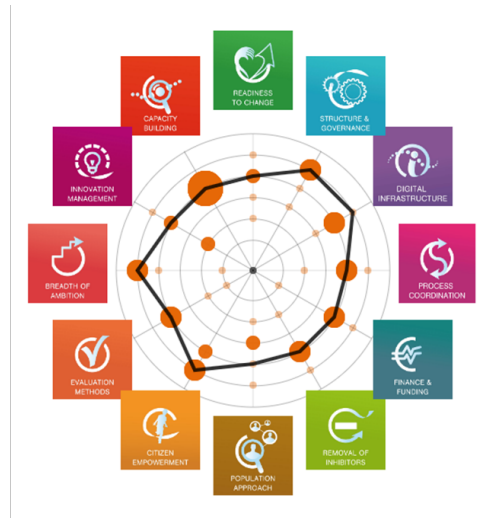 READINESS
TO CHANGE
STRUCTURE &
GOVERNANCE
DIGITAL
INFRASTRUCTURE
PROCESS
COORDINATION
FINANCE &
FUNDING
REMOVAL OF
INHIBITORS
POPULATION
APPROACH
CITIZEN
EMPOWERMENT
EVALUATION
METHODS
BREADTH OF
AMBITION
INNOVATION
MANAGEMENT
CAPACITY
BUILDING